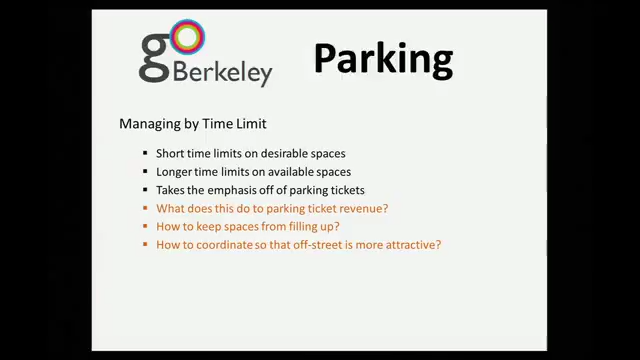 go
Berkeley
Parking
Managing by Time Limit
Short time limits on desirable spaces
Longer time limits on available spaces
Takes the emphasis off of parking tickets
What does this do to parking ticket revenue?
How to keep spaces from filling up?
How to coordinate so that off-street is more attractive?